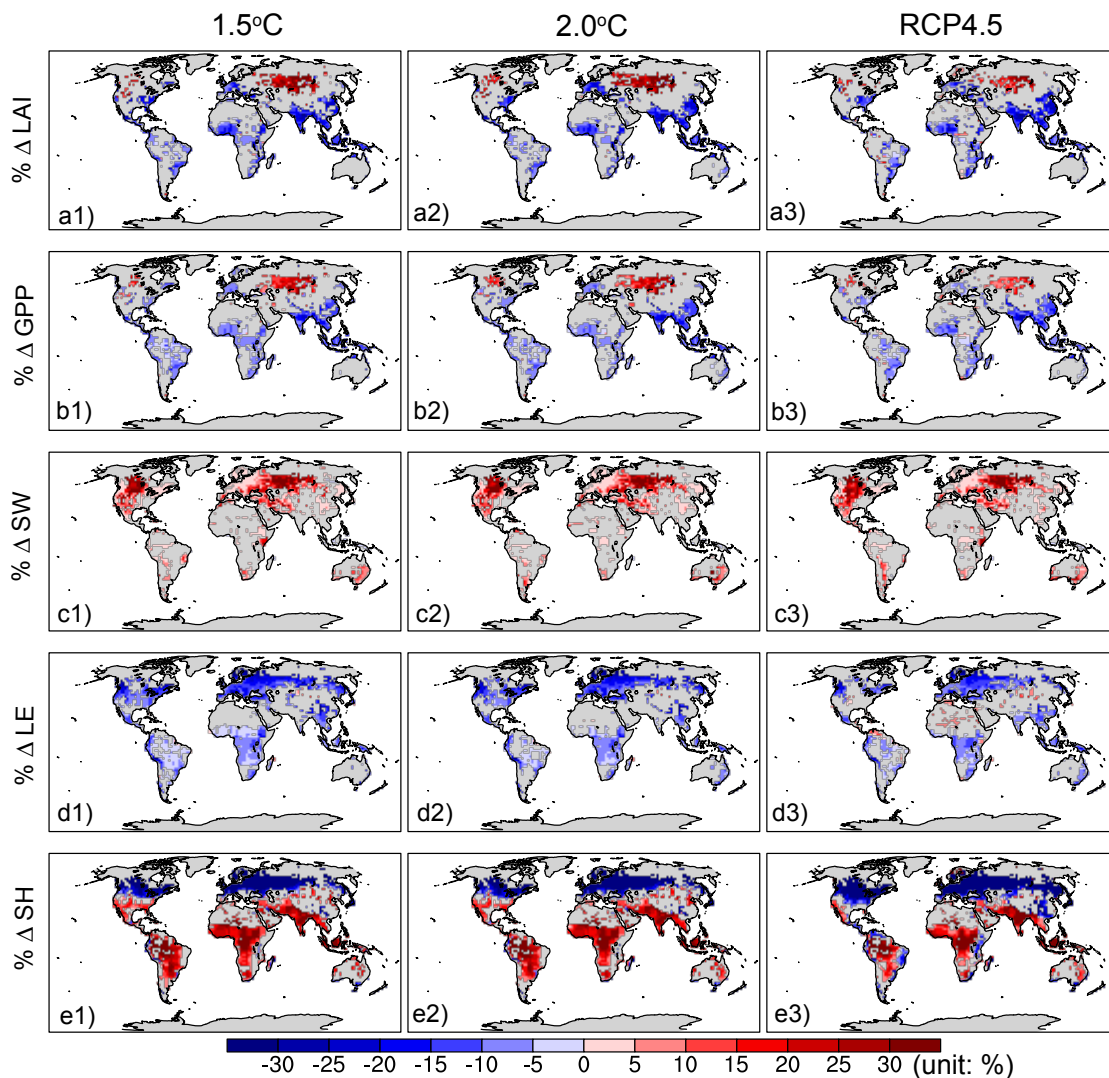 1.5°C 2.0°C RCP4.5
% Δ LAI
a1) a2) a3)
% Δ GPP
b1) b2) b3)
% Δ SW
c1) c2) c3)
% Δ LE
d1) d2) d3)
% Δ SH
e1) e2) e3)
-30 -25 -20 -15 -10 -5 0 5 10 15 20 25 30 (unit: %)